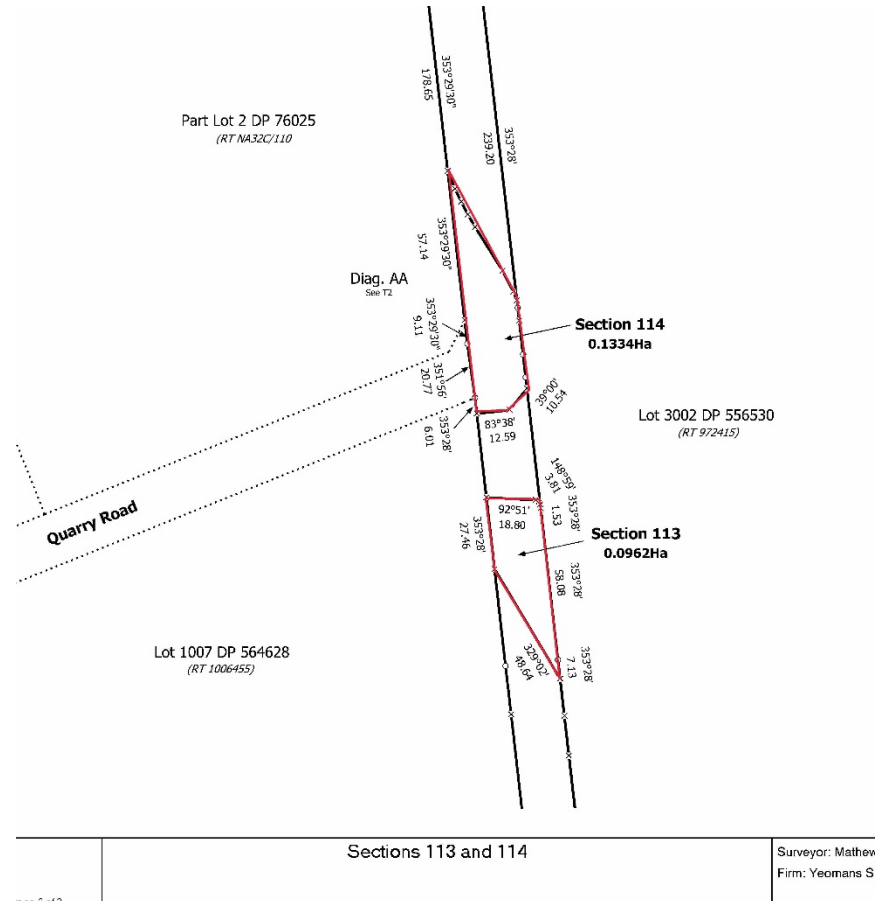 353°29'30"
178.65
353°28'
239.20
Part Lot 2 DP 76025
(RT NA32C/110
353°29'30"
57.14
Diag. AA
See T2
353°29'30"
9.11
Section 114
0.1334Ha
351°56'
20.77
39°00'
10.54
353°28'
6.01
83°38'
12.59
Lot 3002 DP 556530
(RT 972415)
148°59'
3.81
353°28'
1.53
Quarry Road
92°51'
18.80
353°28'
27.46
Section 113
0.0962Ha
353°28'
58.08
Lot 1007 DP 564628
(RT 1006455)
329°02'
48.64
353°28'
7.13
Sections 113 and 114
Surveyor: Mathew
Firm: Yeomans S